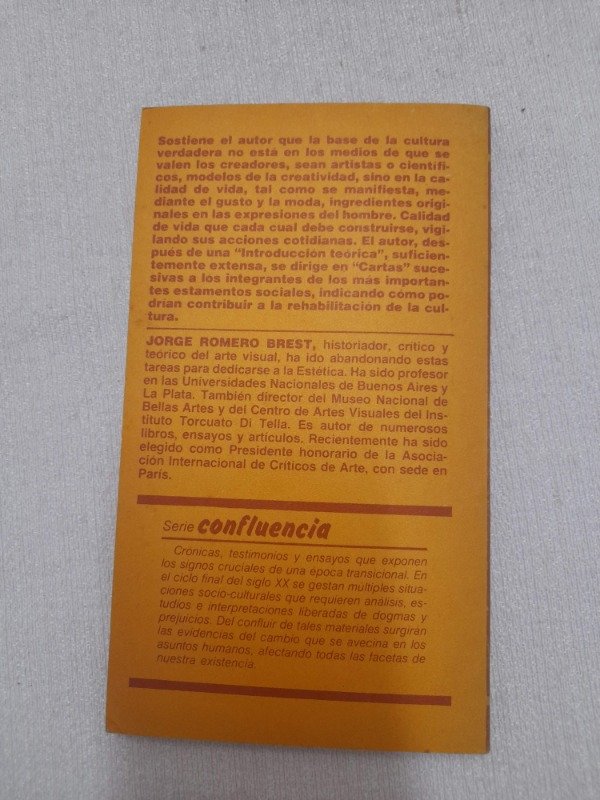 Sostiene el autor que la base de la cultura
verdadera no está en los medios de que se
valen los creadores, sean artistas o científi-
cos, modelos de la creatividad, sino en la ca-
lidad de vida, tal como se manifiesta, me-
diante el gusto y la moda, ingredientes origi-
nales en las expresiones del hombre. Calidad
de vida que cada cual debe construirse, vigi-
lando sus acciones cotidianas. El autor, des-
pués de una "Introducción teórica", suficien-
temente extensa, se dirige en "Cartas" suce-
sivas a los integrantes de los más importan-
tes estamentos sociales, indicando cómo po-
drían contribuir a la rehabilitación de la cul-
tura.
JORGE ROMERO BREST, historiador, crítico y
teórico del arte visual, ha ido abandonando estas
tareas para dedicarse a la Estética. Ha sido profesor
en las Universidades Nacionales de Buenos Aires y
La Plata. También director del Museo Nacional de
Bellas Artes y del Centro de Artes Visuales del Ins-
tituto Torcuato Di Tella. Es autor de numerosos
libros, ensayos y artículos. Recientemente ha sido
elegido como Presidente honorario de la Asocia-
ción Internacional de Críticos de Arte, con sede en
París.
Serie confluencia
Crónicas, testimonios y ensayos que exponen
los signos cruciales de una época transicional. En
el ciclo final del siglo XX se gestan múltiples situa-
ciones socio-culturales que requieren análisis, es-
tudios e interpretaciones liberadas de dogmas y
prejuicios. Del confluir de tales materiales surgirán
las evidencias del cambio que se avecina en los
asuntos humanos, afectando todas las facetas de
nuestra existencia.